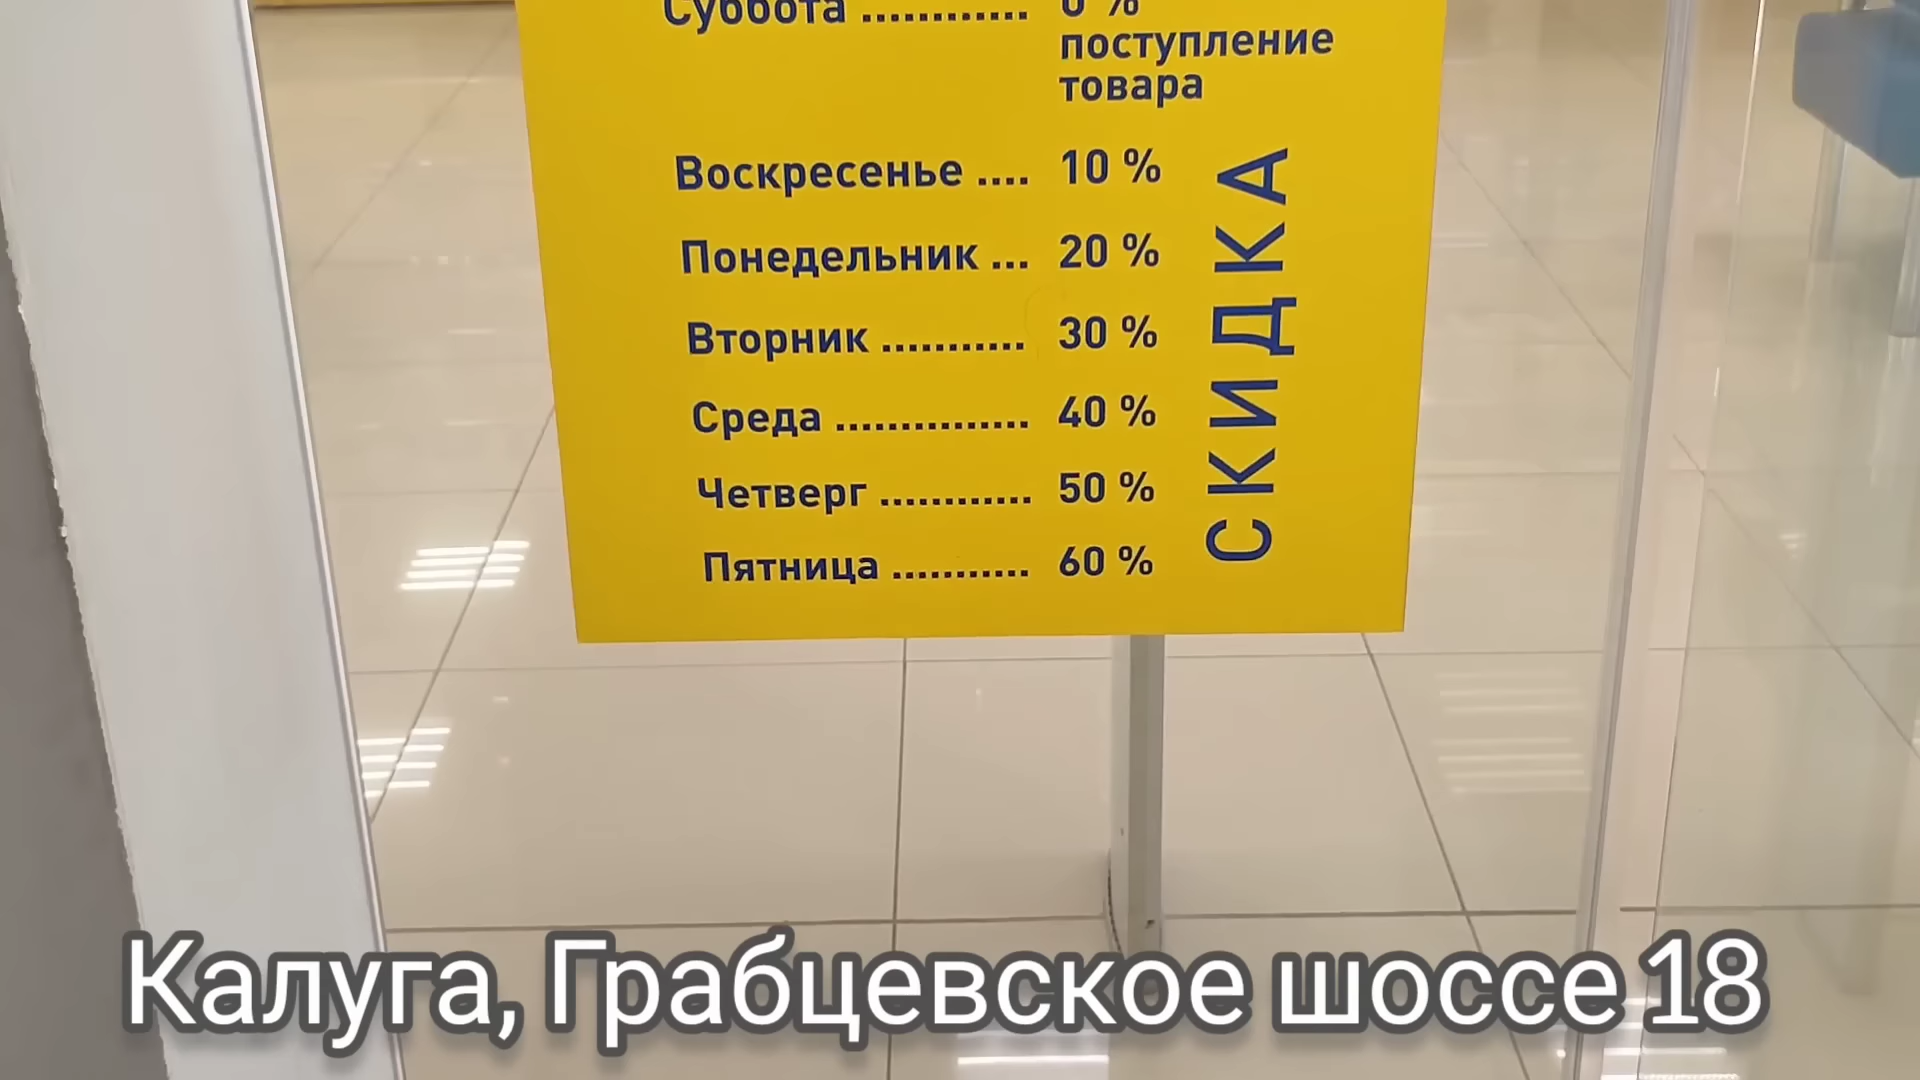 Суббота ............. 0 %
поступление
товара
Воскресенье .... 10 %
Понедельник ... 20 %
Вторник ........... 30 %
Среда ............... 40 %
Четверг ............ 50 %
Пятница ........... 60 %
СКИДКА
Калуга, Грабцевское шоссе 18